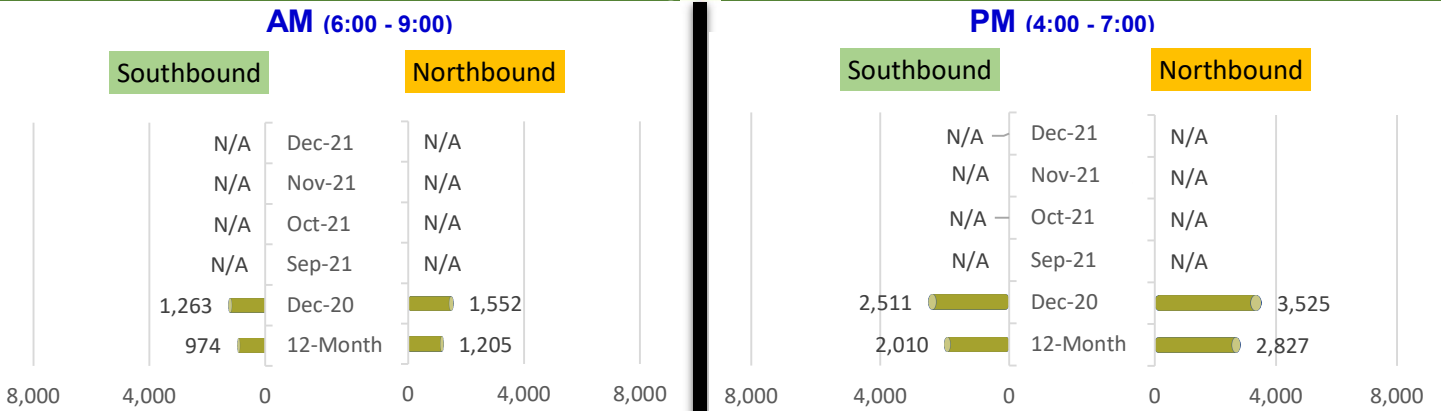 AM (6:00 - 9:00)
Southbound Northbound
N/A Dec-21 N/A
N/A Nov-21 N/A
N/A Oct-21 N/A
N/A Sep-21 N/A
1,263 Dec-20 1,552
974 12-Month 1,205
8,000 4,000 0 0 4,000 8,000
PM (4:00 - 7:00)
Southbound Northbound
N/A Dec-21 N/A
N/A Nov-21 N/A
N/A Oct-21 N/A
N/A Sep-21 N/A
2,511 Dec-20 3,525
2,010 12-Month 2,827
8,000 4,000 0 0 4,000 8,000